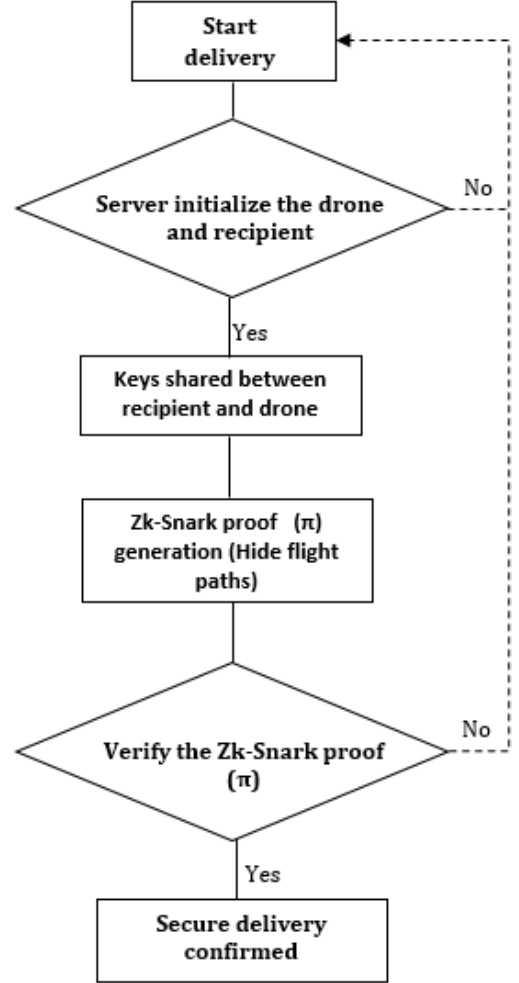 Start
delivery
Server initialize the drone
and recipient
No
Yes
Keys shared between
recipient and drone
Zk-Snark proof (π)
generation (Hide flight
paths)
Verify the Zk-Snark proof
(π)
No
Yes
Secure delivery
confirmed